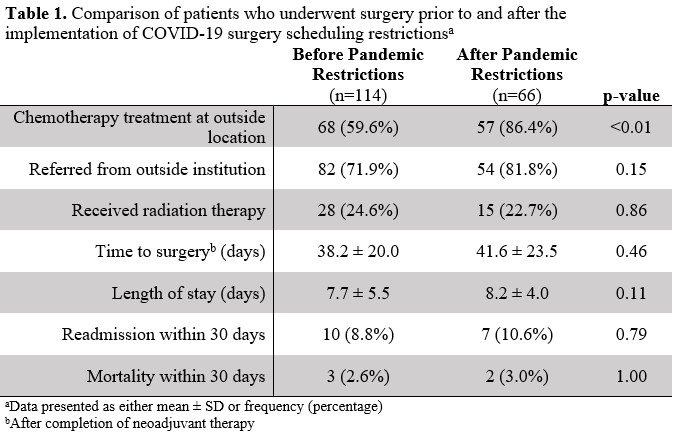 Table 1. Comparison of patients who underwent surgery prior to and after the
implementation of COVID-19 surgery scheduling restrictionsᵃ
Before Pandemic Restrictions (n=114) After Pandemic Restrictions (n=66) p-value
Chemotherapy treatment at outside location 68 (59.6%) 57 (86.4%) <0.01
Referred from outside institution 82 (71.9%) 54 (81.8%) 0.15
Received radiation therapy 28 (24.6%) 15 (22.7%) 0.86
Time to surgeryᵇ (days) 38.2 ± 20.0 41.6 ± 23.5 0.46
Length of stay (days) 7.7 ± 5.5 8.2 ± 4.0 0.11
Readmission within 30 days 10 (8.8%) 7 (10.6%) 0.79
Mortality within 30 days 3 (2.6%) 2 (3.0%) 1.00
ᵃData presented as either mean ± SD or frequency (percentage)
ᵇAfter completion of neoadjuvant therapy